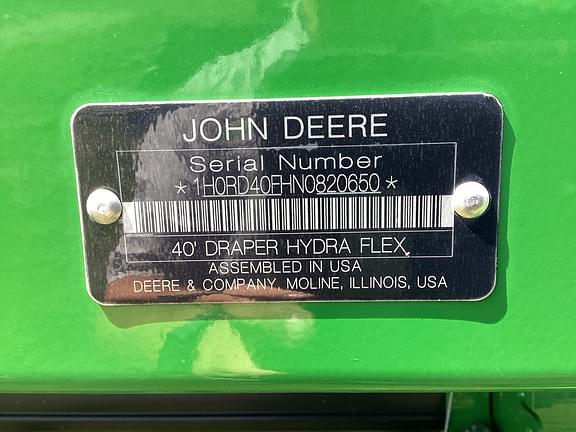 JOHN DEERE
Serial Number
*1H0RD40FHN0820650*
40' DRAPER HYDRA FLEX
ASSEMBLED IN USA
DEERE & COMPANY, MOLINE, ILLINOIS, USA